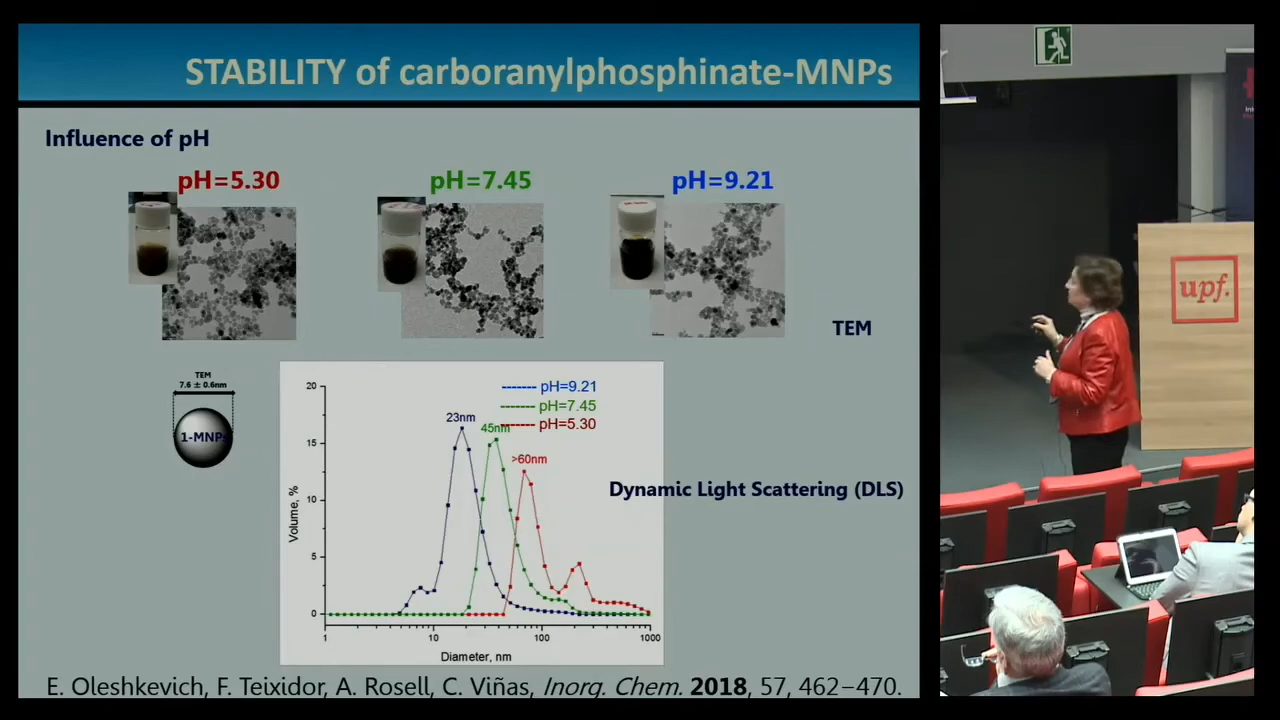 STABILITY of carboranylphosphinate-MNPs
Influence of pH
pH=5.30
pH=7.45
pH=9.21
TEM
TEM
7.6 ± 0.6nm
1-MNPs
20
15
10
5
0
Volume, %
23nm
45nm
>60nm
------- pH=9.21
------- pH=7.45
------- pH=5.30
1
10
100
1000
Diameter, nm
Dynamic Light Scattering (DLS)
E. Oleshkevich, F. Teixidor, A. Rosell, C. Viñas, Inorg. Chem. 2018, 57, 462–470.
upf.